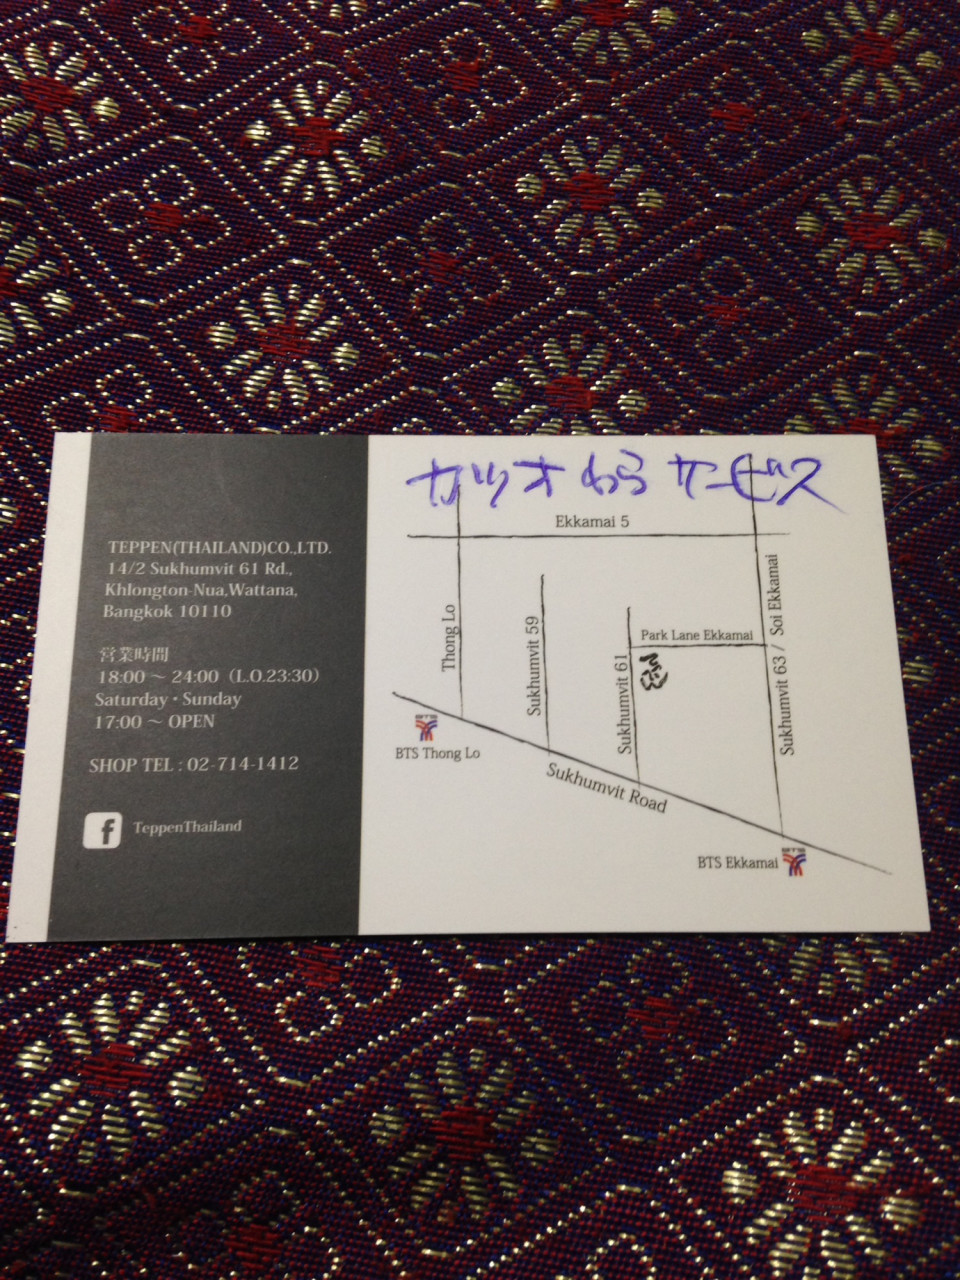 TEPPEN(THAILAND)CO.,LTD.
14/2 Sukhumvit 61 Rd.,
Khlongton-Nua,Wattana,
Bangkok 10110
営業時間
18:00 ～ 24:00（L.O.23:30）
Saturday・Sunday
17:00 ～ OPEN
SHOP TEL : 02-714-1412
f TeppenThailand
カツオわらサービス
Ekkamai 5
Thong Lo
Sukhumvit 59
Sukhumvit 61
Park Lane Ekkamai
Sukhumvit 63 / Soi Ekkamai
BTS
BTS Thong Lo
Sukhumvit Road
BTS Ekkamai
BTS